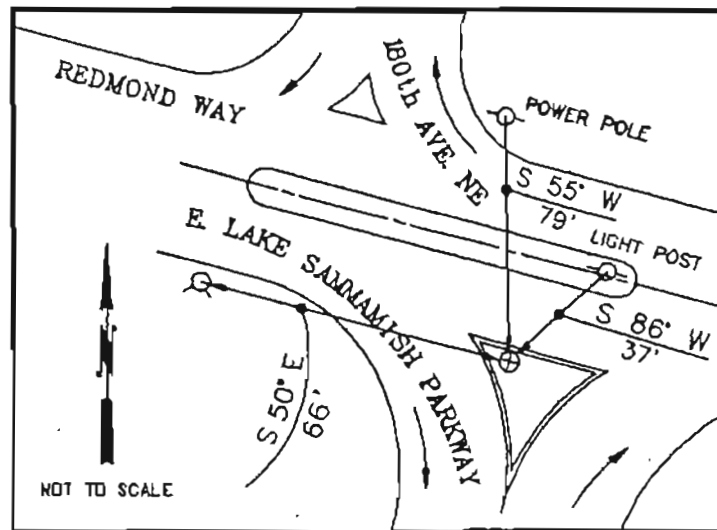 REDMOND WAY
180th AVE. NE
POWER POLE
S 55° W
79'
LIGHT POST
E. LAKE SAMMAMISH PARKWAY
S 86° W
37'
S 50° E
66'
N
NOT TO SCALE